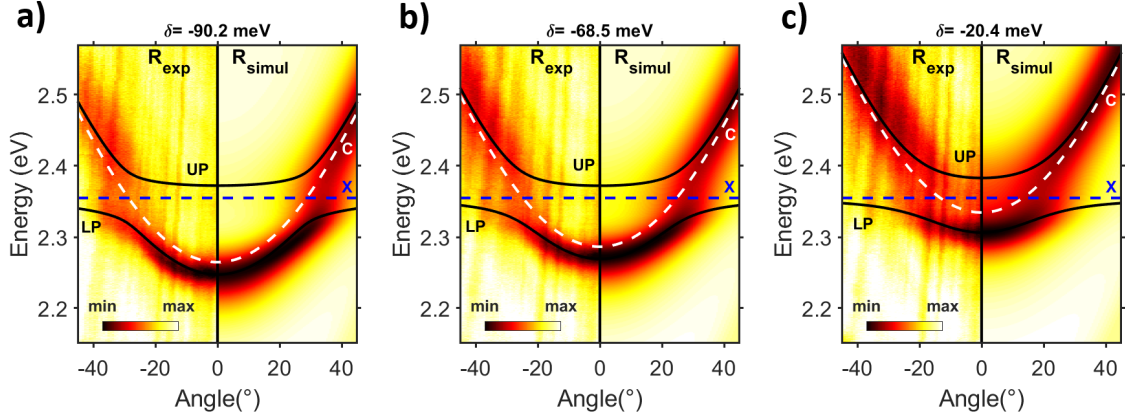 a)
δ= -90.2 meV
R_exp R_simul
2.5
2.4
2.3
2.2
Energy (eV)
UP
C
X
LP
min max
-40 -20 0 20 40
Angle(°)
b)
δ= -68.5 meV
R_exp R_simul
2.5
2.4
2.3
2.2
Energy (eV)
UP
C
X
LP
min max
-40 -20 0 20 40
Angle(°)
c)
δ= -20.4 meV
R_exp R_simul
2.5
2.4
2.3
2.2
Energy (eV)
UP
C
X
LP
min max
-40 -20 0 20 40
Angle(°)